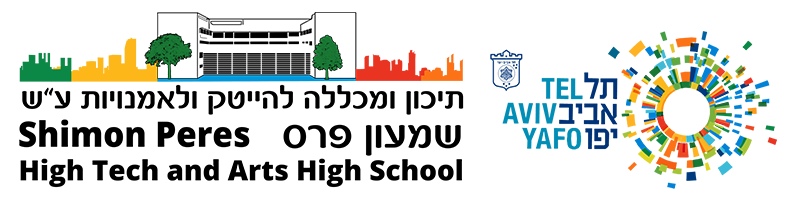 תיכון ומכללה להייטק ולאמנויות ע״ש
Shimon Peres שמעון פרס
High Tech and Arts High School
TEL תל
AVIV אביב
YAFO יפו